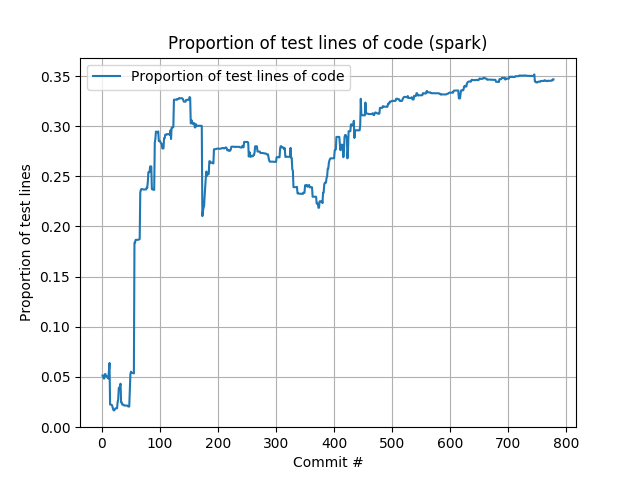 Proportion of test lines of code (spark)
Proportion of test lines of code
Proportion of test lines
0.35
0.30
0.25
0.20
0.15
0.10
0.05
0.00
0 100 200 300 400 500 600 700 800
Commit #